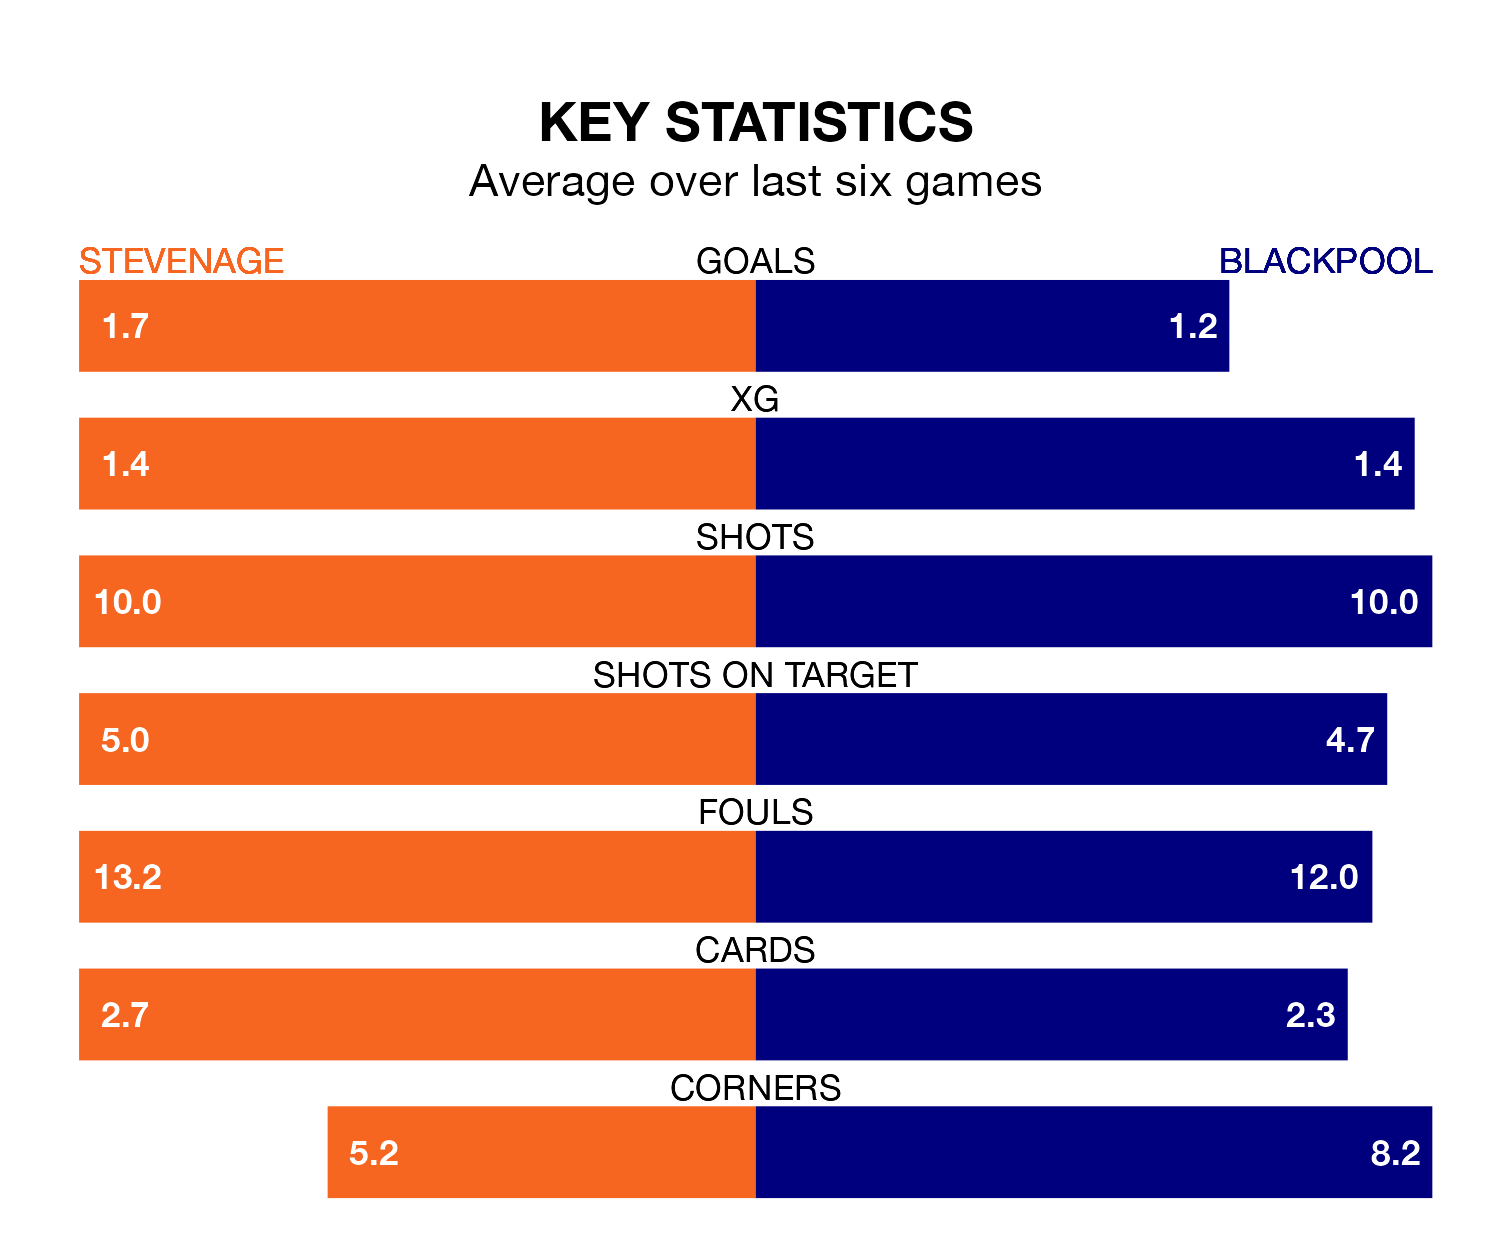 KEY STATISTICS
Average over last six games
STEVENAGE GOALS BLACKPOOL
1.7 1.2
XG
1.4 1.4
SHOTS
10.0 10.0
SHOTS ON TARGET
5.0 4.7
FOULS
13.2 12.0
CARDS
2.7 2.3
CORNERS
5.2 8.2